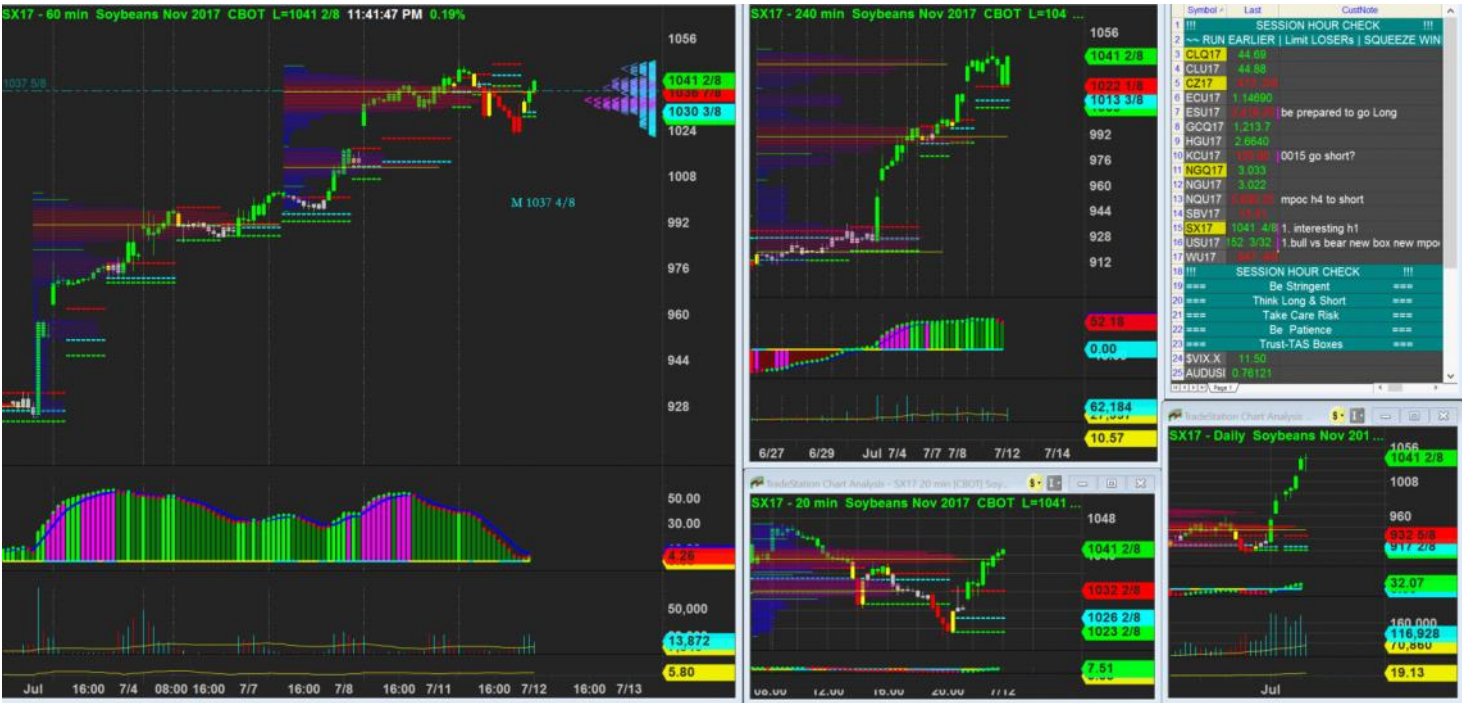 SX17 - 60 min Soybeans Nov 2017 CBOT L=1041 2/8 11:41:47 PM 0.19%
1056
1037 5/8
1041 2/8
1036 7/8
1030 3/8
1024
1008
M 1037 4/8
992
976
960
944
928
50.00
30.00
4.26
50,000
13,872
5.80
Jul 16:00 7/4 08:00 16:00 7/7 16:00 7/8 16:00 7/11 16:00 7/12 16:00 7/13
SX17 - 240 min Soybeans Nov 2017 CBOT L=104 ...
1056
1041 2/8
1022 1/8
1013 3/8
992
976
960
944
928
912
52.18
0.00
62,184
10.57
6/27 6/29 Jul 7/4 7/7 7/8 7/12 7/14
TradeStation Chart Analysis - SX17 20 min [CBOT] Soy...
SX17 - 20 min Soybeans Nov 2017 CBOT L=1041 ...
1048
1041 2/8
1032 2/8
1026 2/8
1023 2/8
7.51
08:00 12:00 16:00 20:00 7/12
Symbol Last CustNote
1 !!! SESSION HOUR CHECK !!!
2 ~~ RUN EARLIER | Limit LOSERs | SQUEEZE WIN
3 CLQ17 44.69
4 CLU17 44.88
5 CZ17
6 ECU17 1.14690
7 ESU17 be prepared to go Long
8 GCQ17 1,213.7
9 HGU17 2.6640
10 KCU17 0015 go short?
11 NGQ17 3.033
12 NGU17 3.022
13 NQU17 mpoc h4 to short
14 SBV17
15 SX17 1041 4/8 1. interesting h1
16 USU17 152 3/32 1.bull vs bear new box new mpo
17 WU17
18 !!! SESSION HOUR CHECK !!!
19 === Be Stringent ===
20 === Think Long & Short ===
21 === Take Care Risk ===
22 === Be Patience ===
23 === Trust-TAS Boxes ===
24 $VIX.X 11.50
25 AUDUSI 0.76121
Page 1
TradeStation Chart Analysis ...
SX17 - Daily Soybeans Nov 201 ...
1056
1041 2/8
1008
960
932 5/8
917 2/8
32.07
160,000
116,928
70,860
19.13
Jul